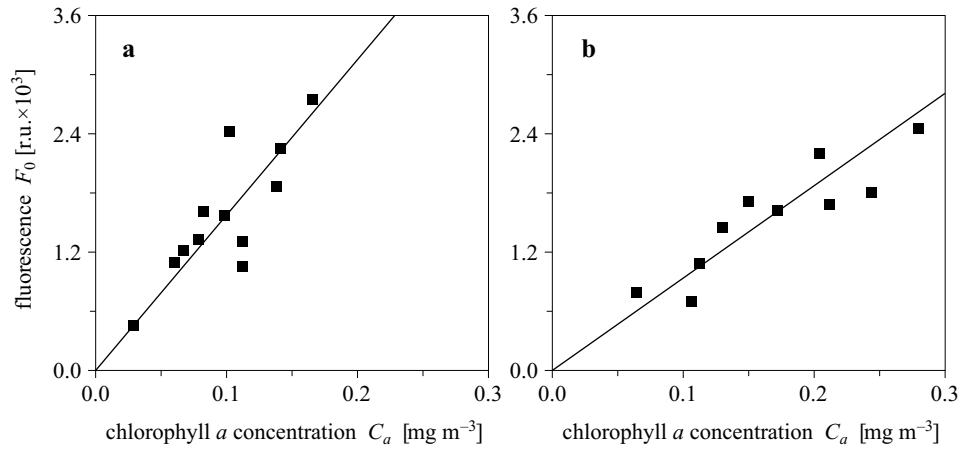 a
b
fluorescence F₀ [r.u.×10³]
3.6
2.4
1.2
0.0
0.0 0.1 0.2 0.3
chlorophyll a concentration Cₐ [mg m⁻³]
3.6
2.4
1.2
0.0
0.0 0.1 0.2 0.3
chlorophyll a concentration Cₐ [mg m⁻³]